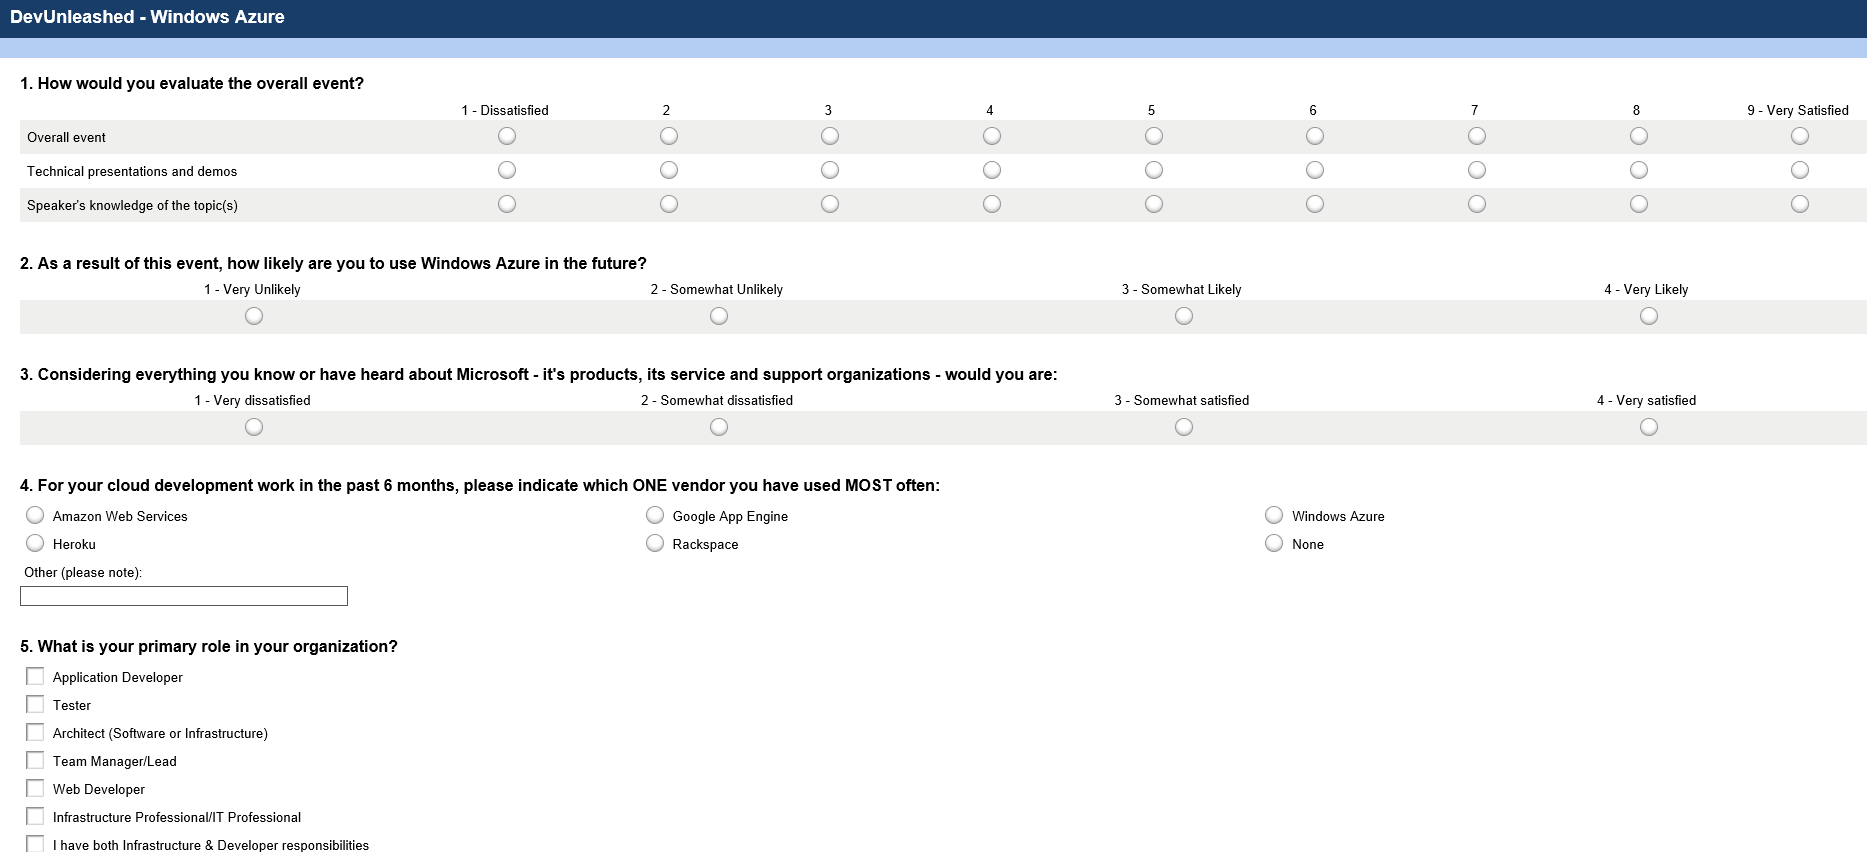 DevUnleashed - Windows Azure
1. How would you evaluate the overall event?
1 - Dissatisfied 2 3 4 5 6 7 8 9 - Very Satisfied
Overall event
Technical presentations and demos
Speaker's knowledge of the topic(s)
2. As a result of this event, how likely are you to use Windows Azure in the future?
1 - Very Unlikely 2 - Somewhat Unlikely 3 - Somewhat Likely 4 - Very Likely
3. Considering everything you know or have heard about Microsoft - it's products, its service and support organizations - would you are:
1 - Very dissatisfied 2 - Somewhat dissatisfied 3 - Somewhat satisfied 4 - Very satisfied
4. For your cloud development work in the past 6 months, please indicate which ONE vendor you have used MOST often:
Amazon Web Services Google App Engine Windows Azure
Heroku Rackspace None
Other (please note):
5. What is your primary role in your organization?
Application Developer
Tester
Architect (Software or Infrastructure)
Team Manager/Lead
Web Developer
Infrastructure Professional/IT Professional
I have both Infrastructure & Developer responsibilities